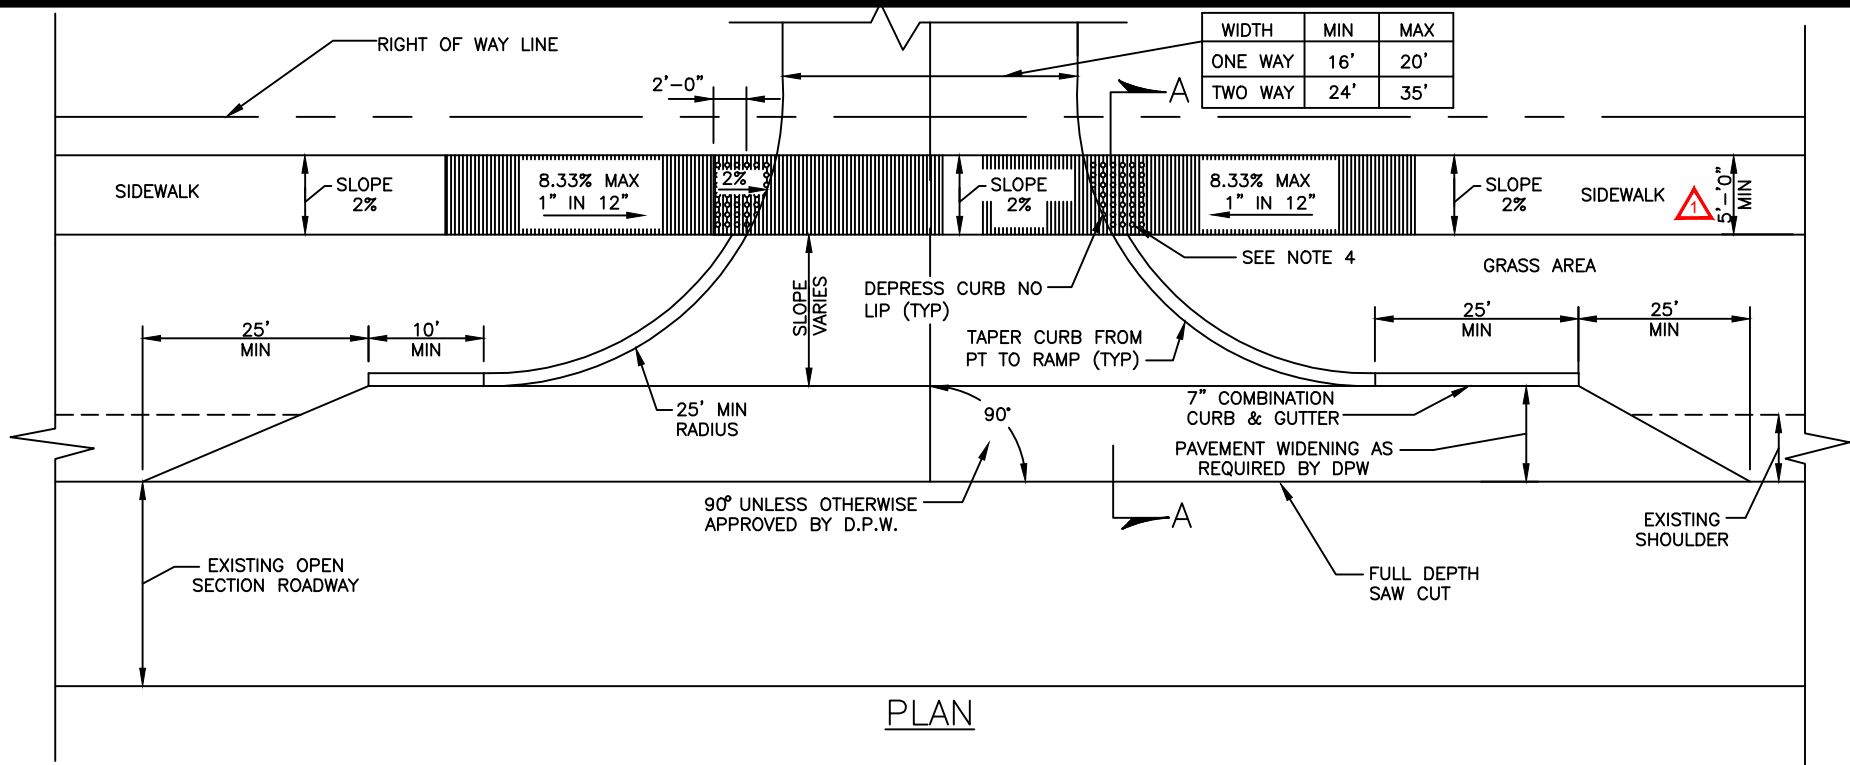 WIDTH MIN MAX
ONE WAY 16' 20'
TWO WAY 24' 35'
RIGHT OF WAY LINE
2'-0"
A
SIDEWALK
SLOPE
2%
8.33% MAX
1" IN 12"
2%
SLOPE
2%
8.33% MAX
1" IN 12"
SLOPE
2%
SIDEWALK
1
5'-'0"
MIN
SEE NOTE 4
GRASS AREA
DEPRESS CURB NO
LIP (TYP)
SLOPE
VARIES
25'
MIN
10'
MIN
TAPER CURB FROM
PT TO RAMP (TYP)
25'
MIN
25'
MIN
25' MIN
RADIUS
90°
7" COMBINATION
CURB & GUTTER
PAVEMENT WIDENING AS
REQUIRED BY DPW
90° UNLESS OTHERWISE
APPROVED BY D.P.W.
A
EXISTING
SHOULDER
EXISTING OPEN
SECTION ROADWAY
FULL DEPTH
SAW CUT
PLAN